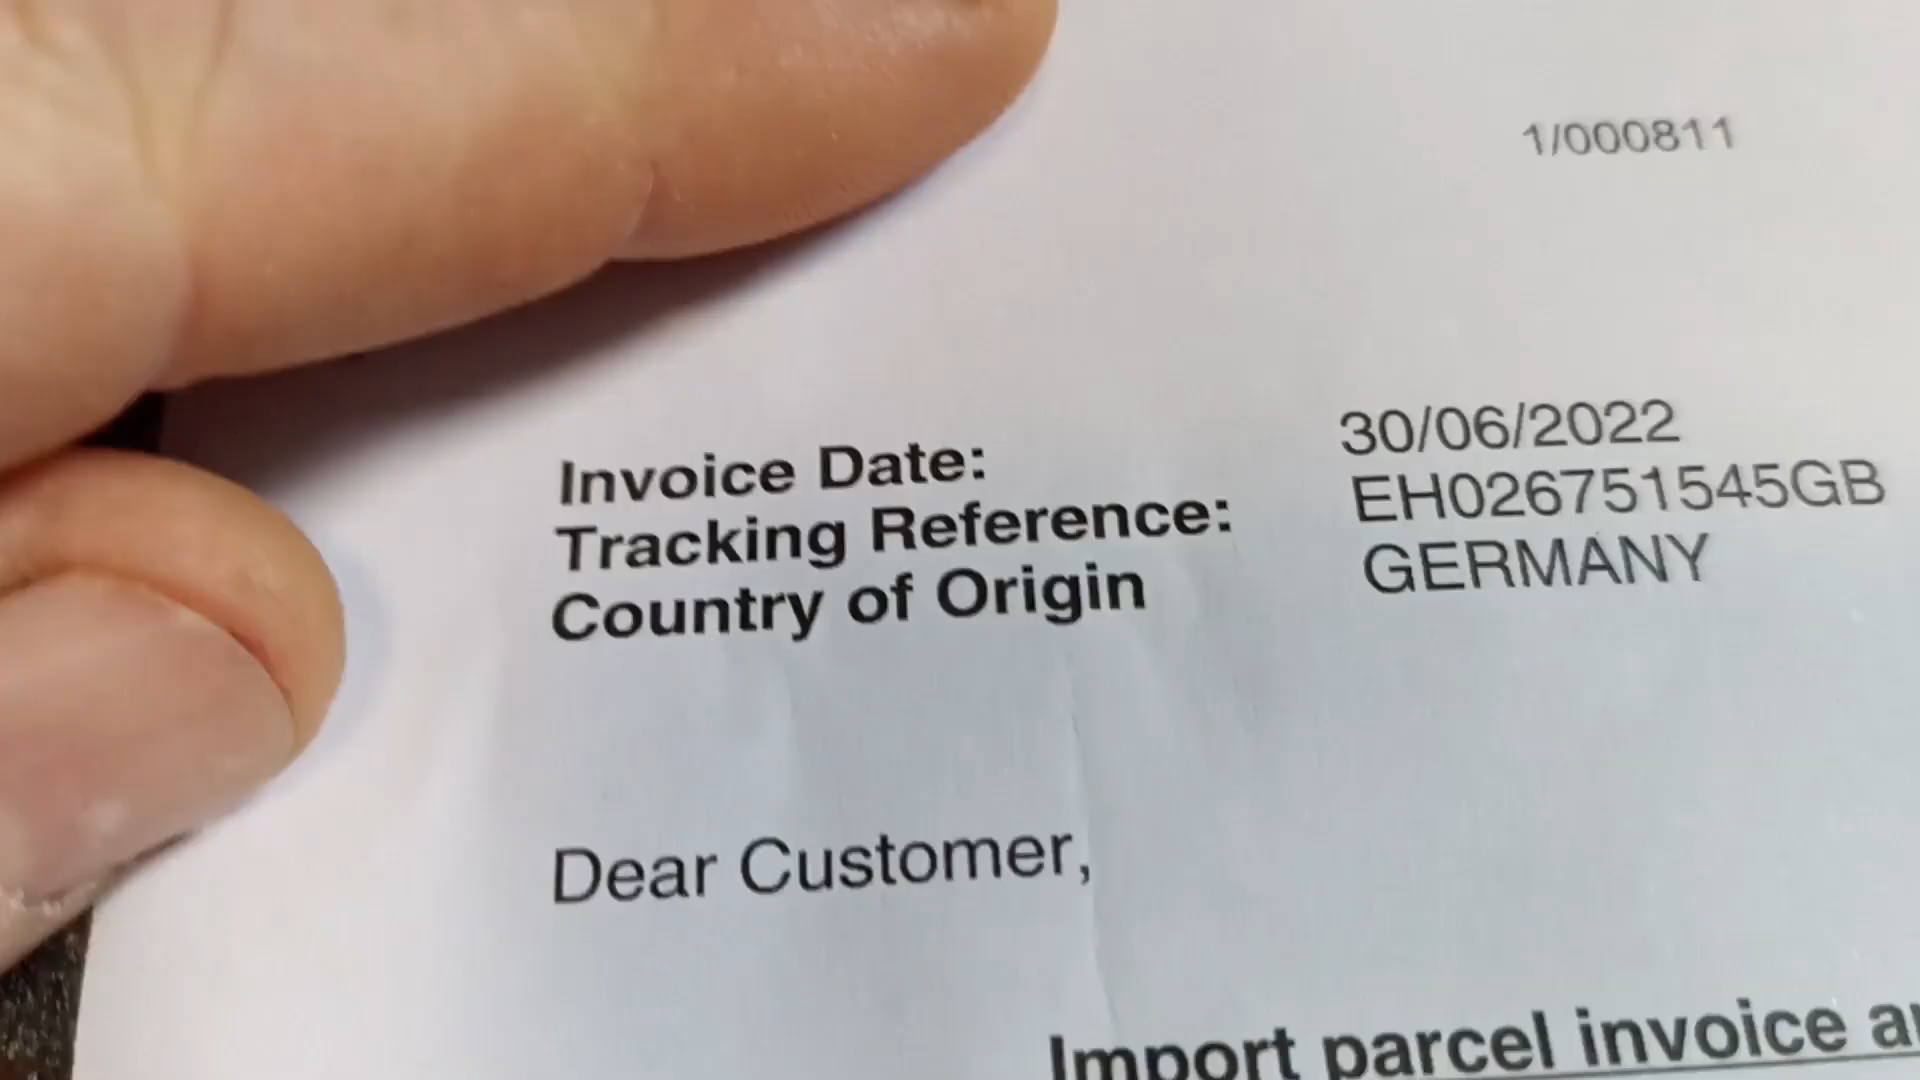 1/000811
Invoice Date: 30/06/2022
Tracking Reference: EH026751545GB
Country of Origin GERMANY
Dear Customer,
Import parcel invoice